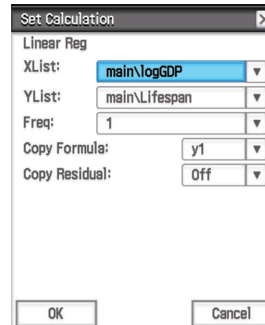 Set Calculation
Linear Reg
XList: main\logGDP
YList: main\Lifespan
Freq: 1
Copy Formula: y1
Copy Residual: Off
OK Cancel